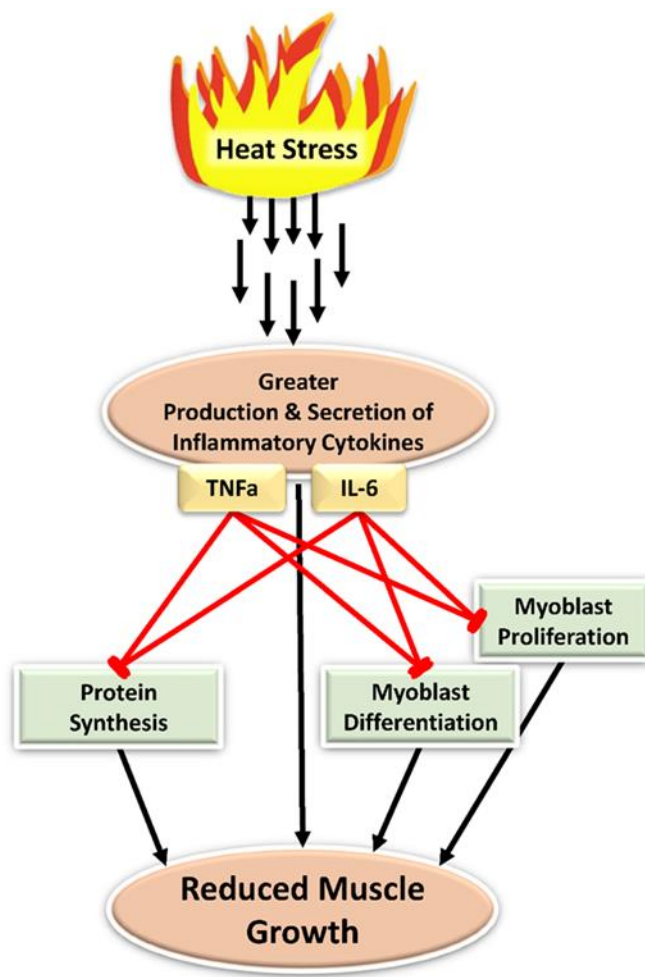 Heat Stress
Greater
Production & Secretion of
Inflammatory Cytokines
TNFa
IL-6
Myoblast
Proliferation
Protein
Synthesis
Myoblast
Differentiation
Reduced Muscle
Growth